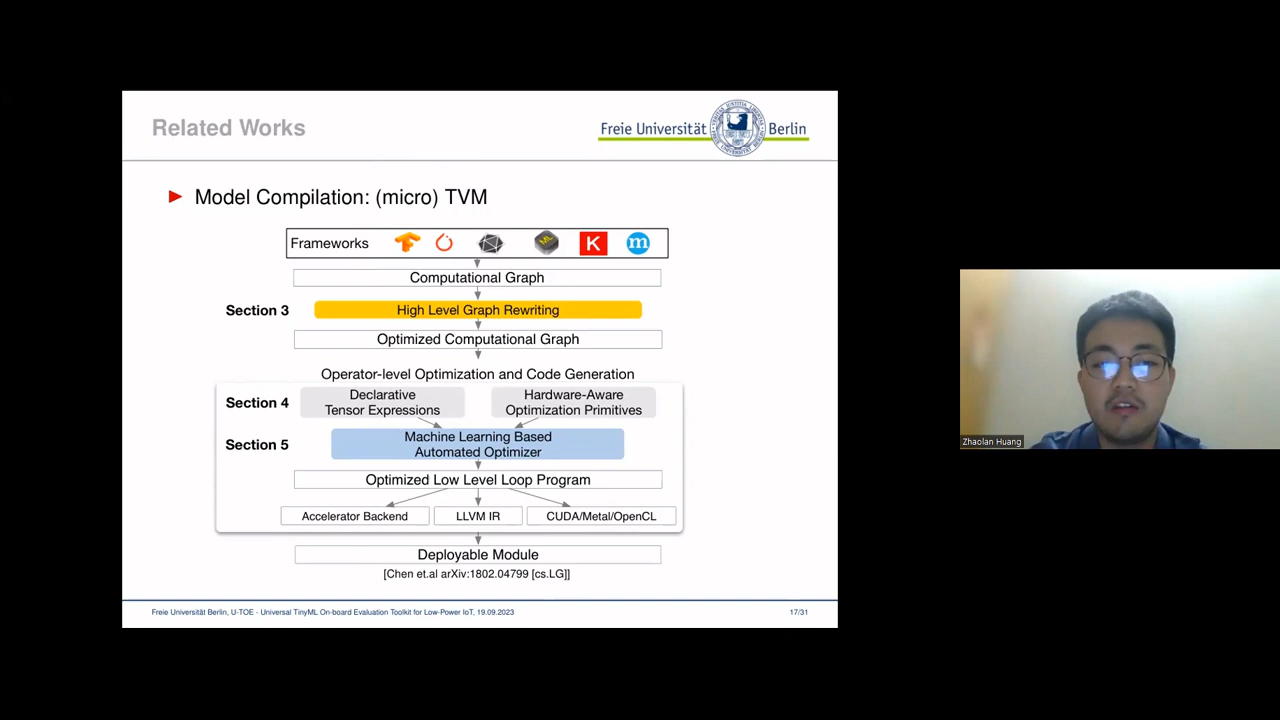 Related Works
Freie Universität Berlin
Model Compilation: (micro) TVM
Frameworks
ML
K
m
Computational Graph
Section 3
High Level Graph Rewriting
Optimized Computational Graph
Operator-level Optimization and Code Generation
Section 4
Declarative
Tensor Expressions
Hardware-Aware
Optimization Primitives
Section 5
Machine Learning Based
Automated Optimizer
Optimized Low Level Loop Program
Accelerator Backend
LLVM IR
CUDA/Metal/OpenCL
Deployable Module
[Chen et.al arXiv:1802.04799 [cs.LG]]
Freie Universität Berlin, U-TOE - Universal TinyML On-board Evaluation Toolkit for Low-Power IoT, 19.09.2023
17/31
Zhaolan Huang